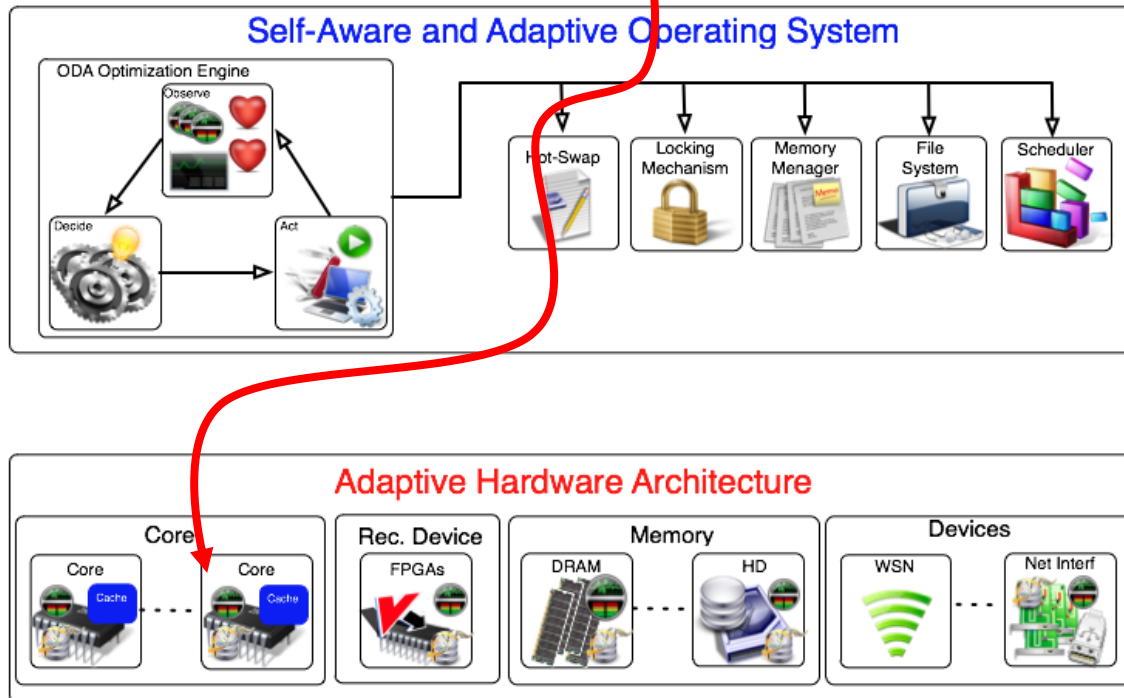 Self-Aware and Adaptive Operating System
ODA Optimization Engine
Observe
Decide
Act
Hot-Swap
Locking
Mechanism
Memory
Menager
Memo
File
System
Scheduler
Adaptive Hardware Architecture
Core
Core
Cache
Core
Cache
Rec. Device
FPGAs
Memory
DRAM
HD
Devices
WSN
Net Interf